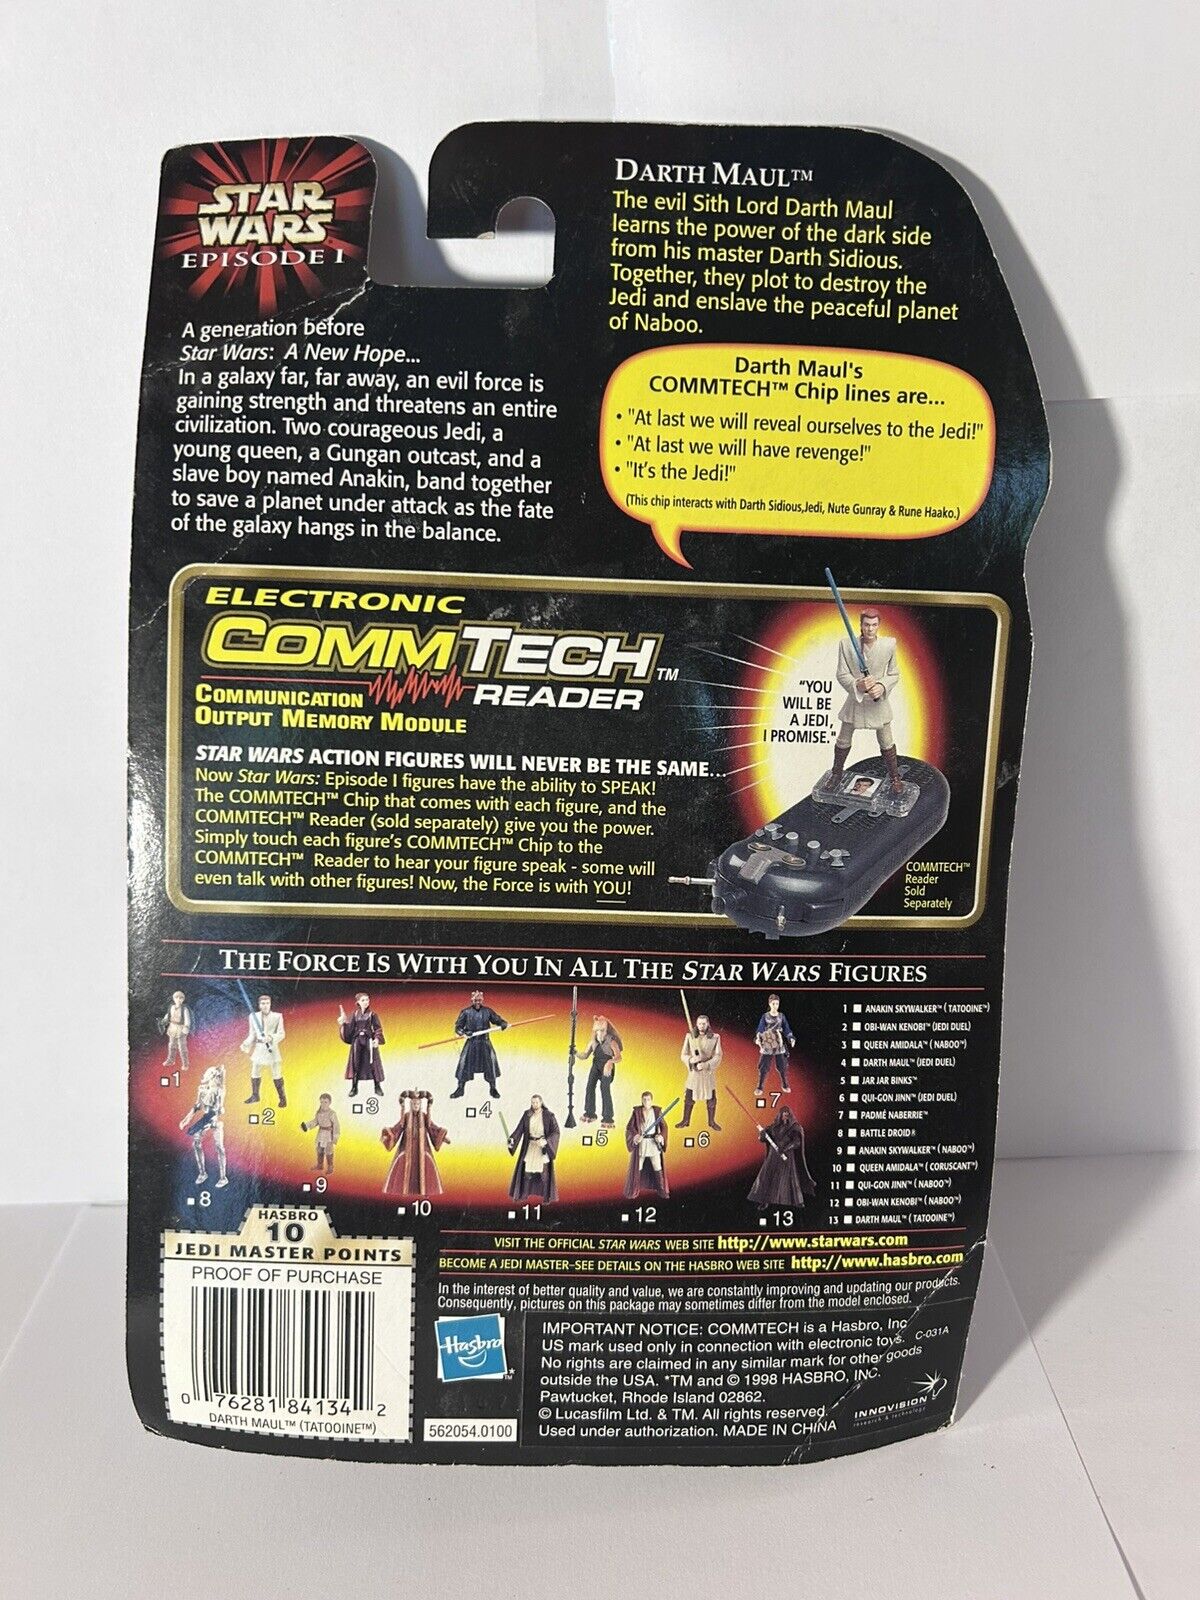 STAR
WARS
EPISODE I
A generation before
Star Wars: A New Hope...
In a galaxy far, far away, an evil force is
gaining strength and threatens an entire
civilization. Two courageous Jedi, a
young queen, a Gungan outcast, and a
slave boy named Anakin, band together
to save a planet under attack as the fate
of the galaxy hangs in the balance.
DARTH MAUL™
The evil Sith Lord Darth Maul
learns the power of the dark side
from his master Darth Sidious.
Together, they plot to destroy the
Jedi and enslave the peaceful planet
of Naboo.
Darth Maul's
COMMTECH™ Chip lines are...
• "At last we will reveal ourselves to the Jedi!"
• "At last we will have revenge!"
• "It's the Jedi!"
(This chip interacts with Darth Sidious,Jedi, Nute Gunray & Rune Haako.)
ELECTRONIC
COMMTECH™
READER
COMMUNICATION
OUTPUT MEMORY MODULE
STAR WARS ACTION FIGURES WILL NEVER BE THE SAME...
Now Star Wars: Episode I figures have the ability to SPEAK!
The COMMTECH™ Chip that comes with each figure, and the
COMMTECH™ Reader (sold separately) give you the power.
Simply touch each figure's COMMTECH™ Chip to the
COMMTECH™ Reader to hear your figure speak - some will
even talk with other figures! Now, the Force is with YOU!
"YOU
WILL BE
A JEDI,
I PROMISE."
COMMTECH™
Reader
Sold
Separately
THE FORCE IS WITH YOU IN ALL THE STAR WARS FIGURES
1
2
3
4
5
6
7
8
9
10
11
12
13
1 ANAKIN SKYWALKER™ (TATOOINE™)
2 OBI-WAN KENOBI™ (JEDI DUEL)
3 QUEEN AMIDALA™ (NABOO™)
4 DARTH MAUL™ (JEDI DUEL)
5 JAR JAR BINKS™
6 QUI-GON JINN™ (JEDI DUEL)
7 PADMÉ NABERRIE™
8 BATTLE DROID®
9 ANAKIN SKYWALKER™ (NABOO™)
10 QUEEN AMIDALA™ (CORUSCANT™)
11 QUI-GON JINN™ (NABOO™)
12 OBI-WAN KENOBI™ (NABOO™)
13 DARTH MAUL™ (TATOOINE™)
VISIT THE OFFICIAL STAR WARS WEB SITE http://www.starwars.com
BECOME A JEDI MASTER-SEE DETAILS ON THE HASBRO WEB SITE http://www.hasbro.com
In the interest of better quality and value, we are constantly improving and updating our products.
Consequently, pictures on this package may sometimes differ from the model enclosed.
HASBRO
10
JEDI MASTER POINTS
PROOF OF PURCHASE
0 76281 84134 2
DARTH MAUL™ (TATOOINE™)
Hasbro
™*
562054.0100
IMPORTANT NOTICE: COMMTECH is a Hasbro, Inc.
US mark used only in connection with electronic toys.
No rights are claimed in any similar mark for other goods
outside the USA. *TM and © 1998 HASBRO, INC.
Pawtucket, Rhode Island 02862.
© Lucasfilm Ltd. & TM. All rights reserved.
Used under authorization. MADE IN CHINA
C-031A
INNOVISION
research & technology